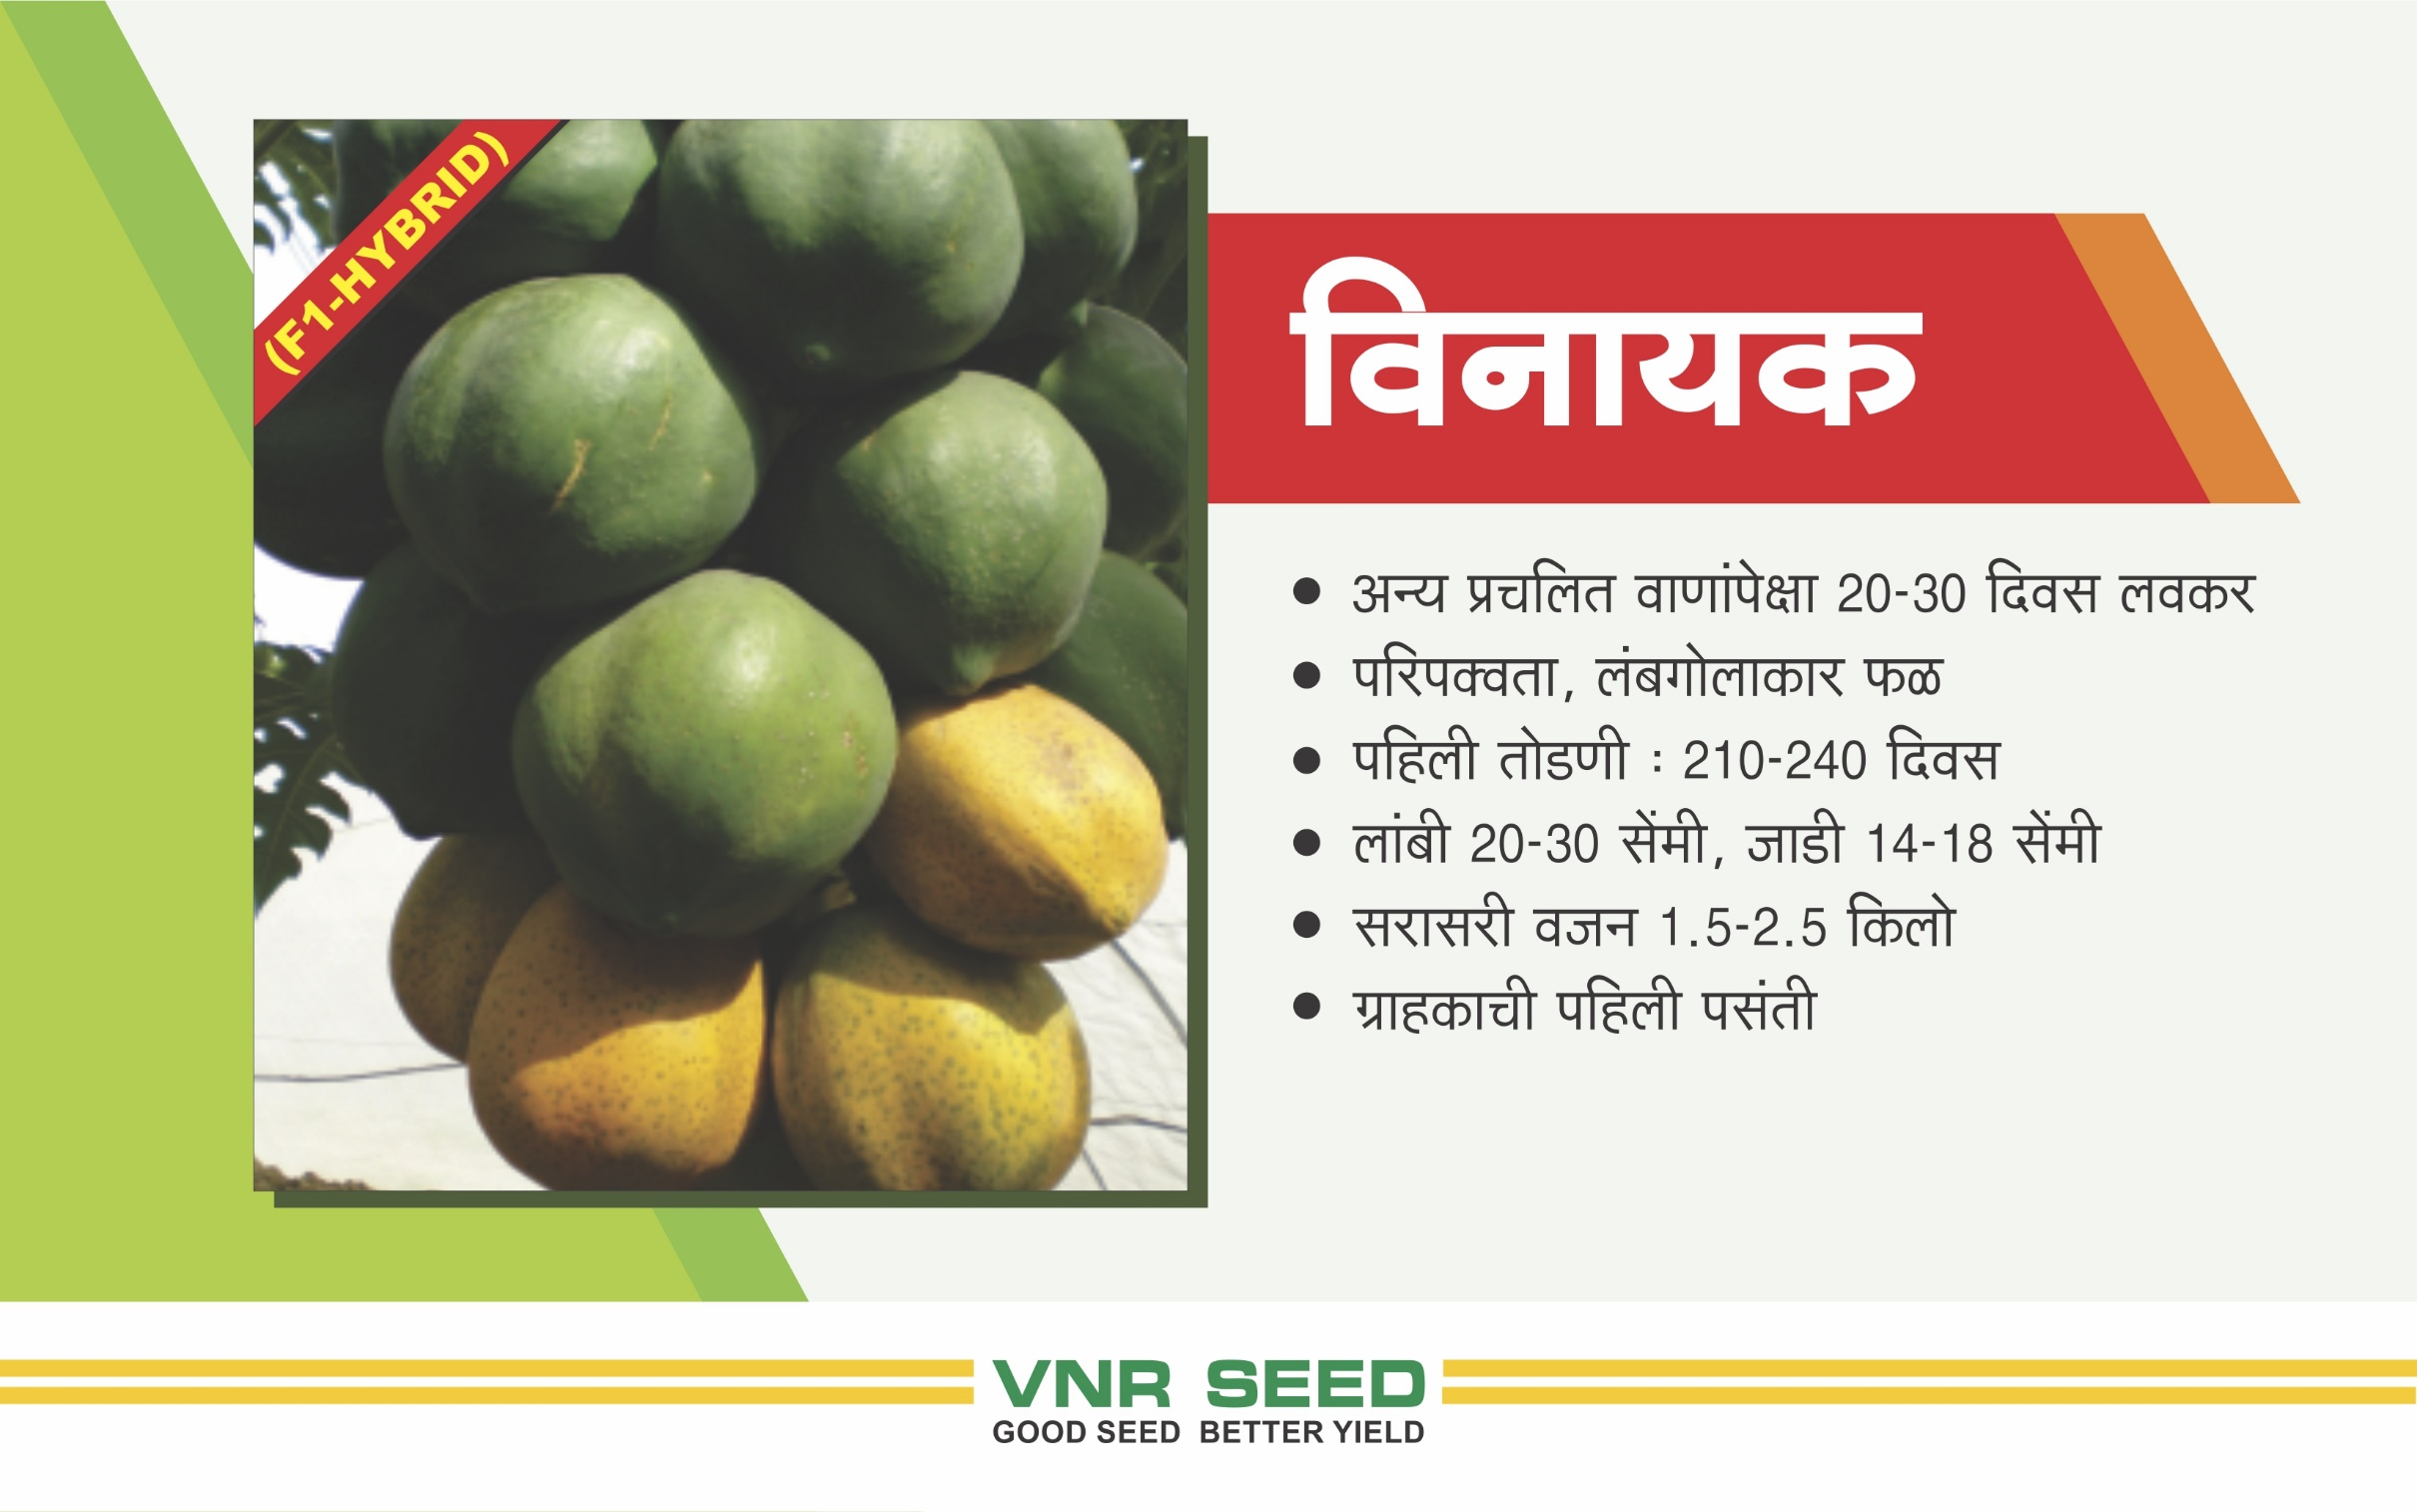 (F1-HYBRID)
विनायक
● अन्य प्रचलित वाणांपेक्षा 20-30 दिवस लवकर
● परिपक्वता, लंबगोलाकार फळ
● पहिली तोडणी : 210-240 दिवस
● लांबी 20-30 सेंमी, जाडी 14-18 सेंमी
● सरासरी वजन 1.5-2.5 किलो
● ग्राहकाची पहिली पसंती
VNR SEED
GOOD SEED BETTER YIELD